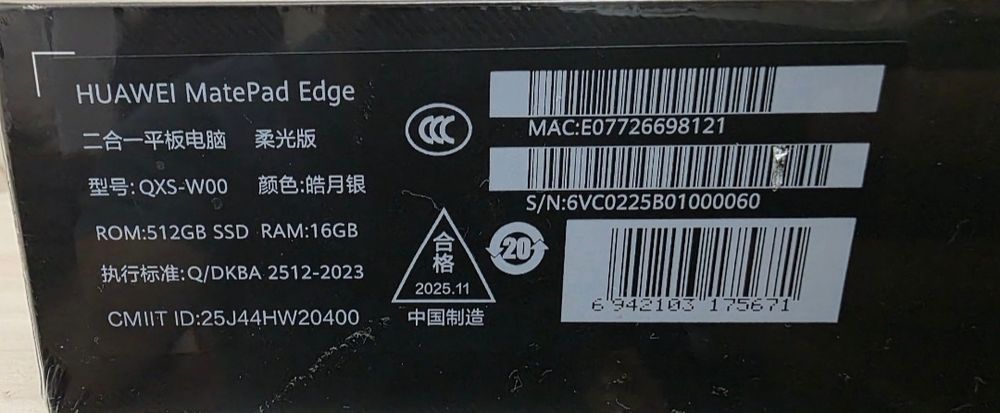 HUAWEI MatePad Edge
二合一平板电脑 柔光版
型号:QXS-W00 颜色:皓月银
ROM:512GB SSD RAM:16GB
执行标准:Q/DKBA 2512-2023
CMIIT ID:25J44HW20400
CCC
合格
2025.11
中国制造
20
MAC:E07726698121
S/N:6VC0225B01000060
6 942103 175671